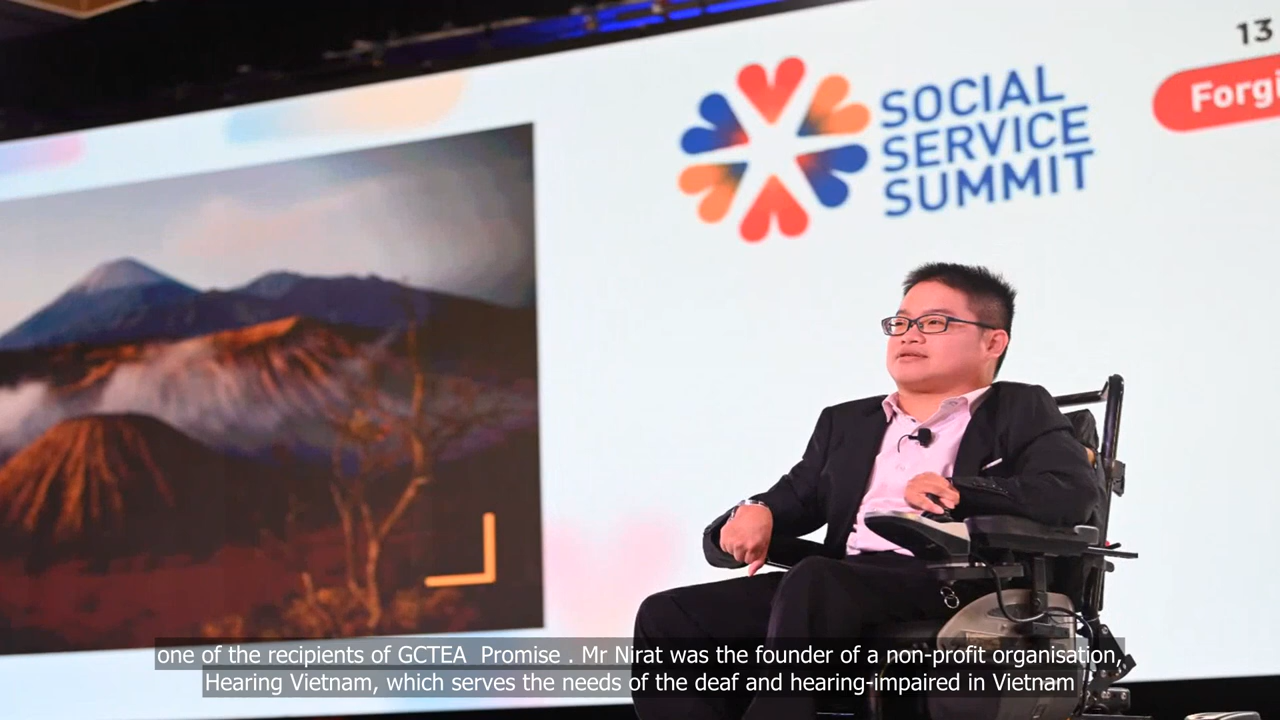 13
SOCIAL
SERVICE
SUMMIT
Forgi
one of the recipients of GCTEA  Promise . Mr Nirat was the founder of a non-profit organisation,
Hearing Vietnam, which serves the needs of the deaf and hearing-impaired in Vietnam